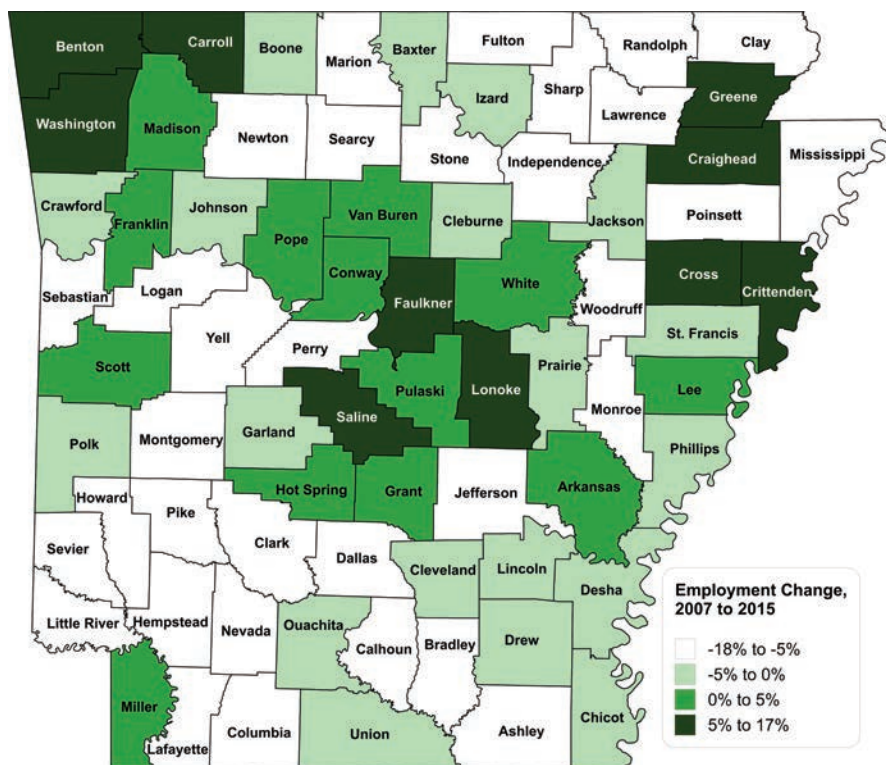 Benton
Carroll
Boone
Marion
Baxter
Fulton
Randolph
Clay
Izard
Sharp
Lawrence
Greene
Washington
Madison
Newton
Searcy
Stone
Independence
Craighead
Mississippi
Crawford
Franklin
Johnson
Pope
Van Buren
Cleburne
Jackson
Poinsett
Conway
White
Cross
Crittenden
Sebastian
Logan
Faulkner
Woodruff
Yell
Perry
St. Francis
Scott
Pulaski
Lonoke
Prairie
Lee
Saline
Monroe
Polk
Montgomery
Garland
Phillips
Howard
Pike
Hot Spring
Grant
Jefferson
Arkansas
Sevier
Clark
Dallas
Cleveland
Lincoln
Desha
Little River
Hempstead
Nevada
Ouachita
Calhoun
Bradley
Drew
Miller
Lafayette
Columbia
Union
Ashley
Chicot
Employment Change,
2007 to 2015
-18% to -5%
-5% to 0%
0% to 5%
5% to 17%